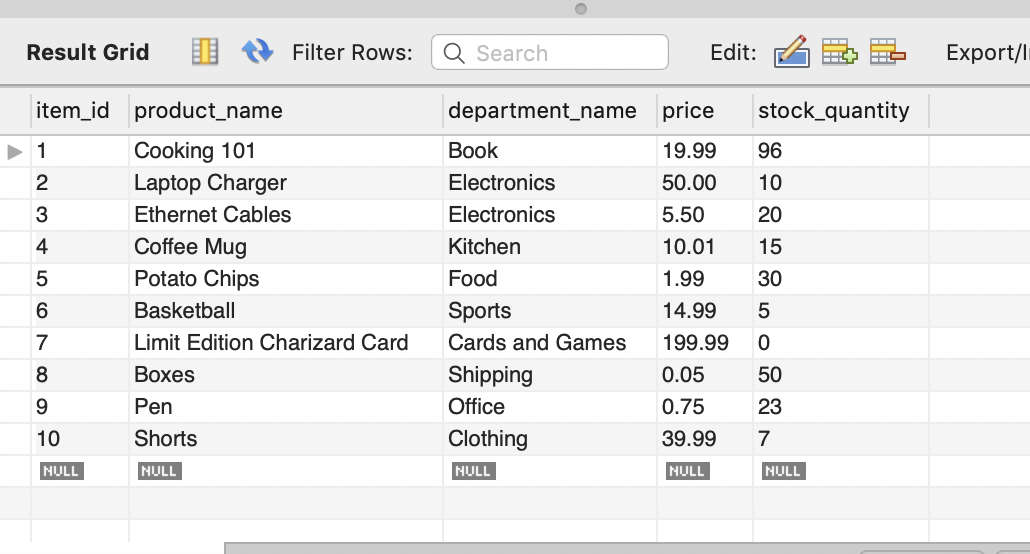 Result Grid Filter Rows: Search Edit: Export/I
item_id product_name department_name price stock_quantity
1 Cooking 101 Book 19.99 96
2 Laptop Charger Electronics 50.00 10
3 Ethernet Cables Electronics 5.50 20
4 Coffee Mug Kitchen 10.01 15
5 Potato Chips Food 1.99 30
6 Basketball Sports 14.99 5
7 Limit Edition Charizard Card Cards and Games 199.99 0
8 Boxes Shipping 0.05 50
9 Pen Office 0.75 23
10 Shorts Clothing 39.99 7
NULL NULL NULL NULL NULL